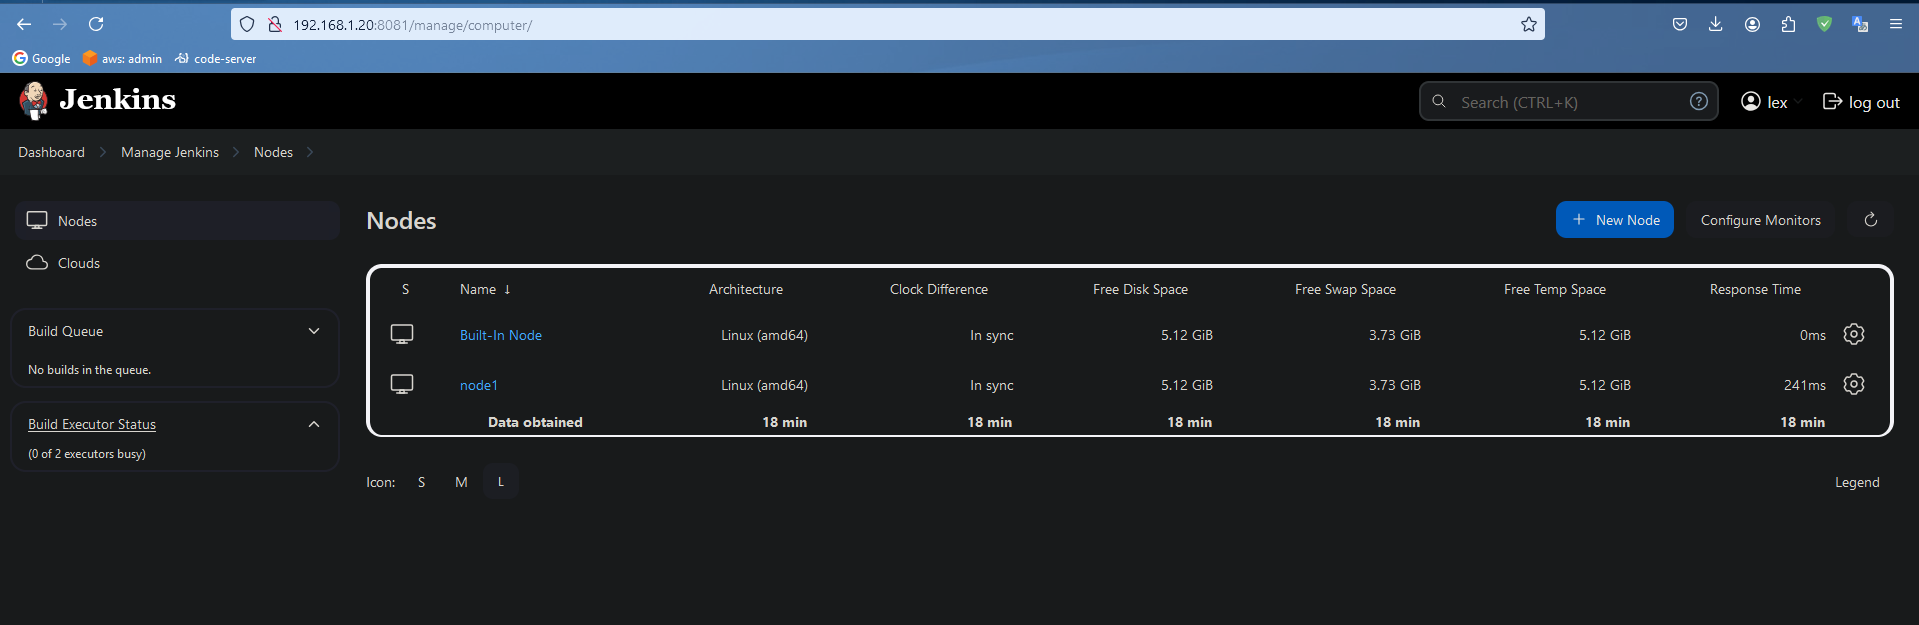 192.168.1.20:8081/manage/computer/
Google aws: admin code-server
Jenkins Search (CTRL+K) ? lex log out
Dashboard Manage Jenkins Nodes
Nodes
Clouds
Build Queue
No builds in the queue.
Build Executor Status
(0 of 2 executors busy)
Nodes + New Node Configure Monitors
S Name ↓ Architecture Clock Difference Free Disk Space Free Swap Space Free Temp Space Response Time
Built-In Node Linux (amd64) In sync 5.12 GiB 3.73 GiB 5.12 GiB 0ms
node1 Linux (amd64) In sync 5.12 GiB 3.73 GiB 5.12 GiB 241ms
Data obtained 18 min 18 min 18 min 18 min 18 min 18 min
Icon: S M L Legend